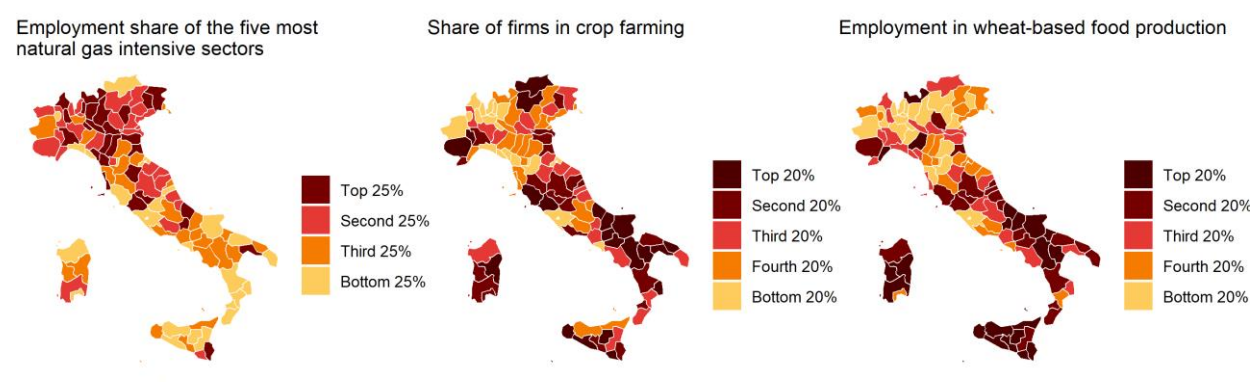 Employment share of the five most
natural gas intensive sectors
Top 25%
Second 25%
Third 25%
Bottom 25%
Share of firms in crop farming
Top 20%
Second 20%
Third 20%
Fourth 20%
Bottom 20%
Employment in wheat-based food production
Top 20%
Second 20%
Third 20%
Fourth 20%
Bottom 20%